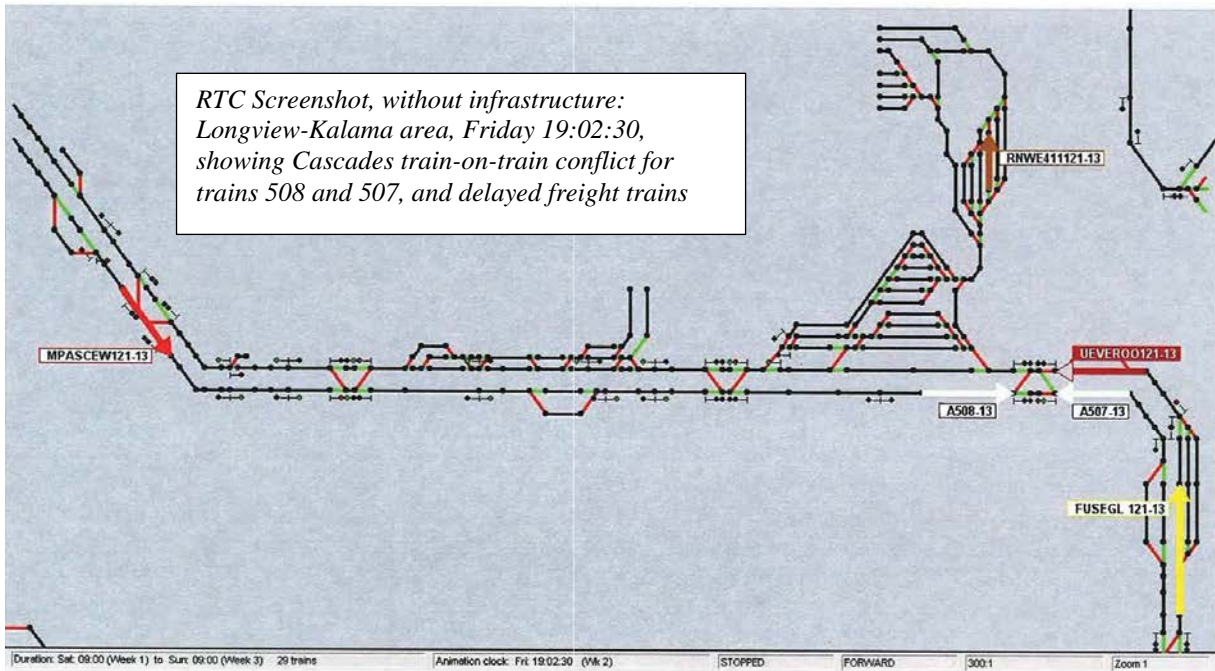 RTC Screenshot, without infrastructure:
Longview-Kalama area, Friday 19:02:30,
showing Cascades train-on-train conflict for
trains 508 and 507, and delayed freight trains
RNWE411121-13
MPASCEW121-13
UEVEROO121-13
A508-13
A507-13
FUSEGL 121-13
Duration: Sat: 09:00 (Week 1) to Sun: 09:00 (Week 3) 29 trains
Animation clock: Fri: 19:02:30 (Wk 2)
STOPPED
FORWARD
300:1
Zoom 1